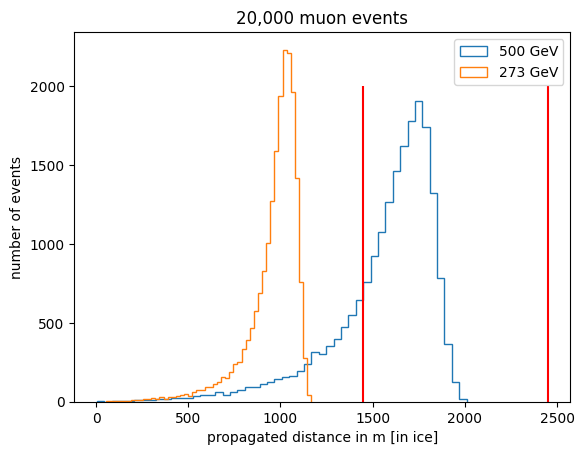 20,000 muon events
500 GeV
273 GeV
number of events
2000
1500
1000
500
0
0 500 1000 1500 2000 2500
propagated distance in m [in ice]